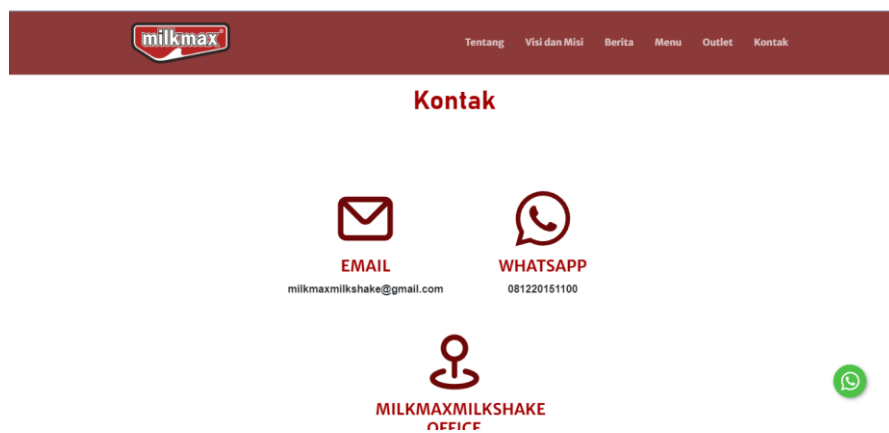 milkmax
Tentang Visi dan Misi Berita Menu Outlet Kontak
Kontak
EMAIL
milkmaxmilkshake@gmail.com
WHATSAPP
081220151100
MILKMAXMILKSHAKE
OFFICE